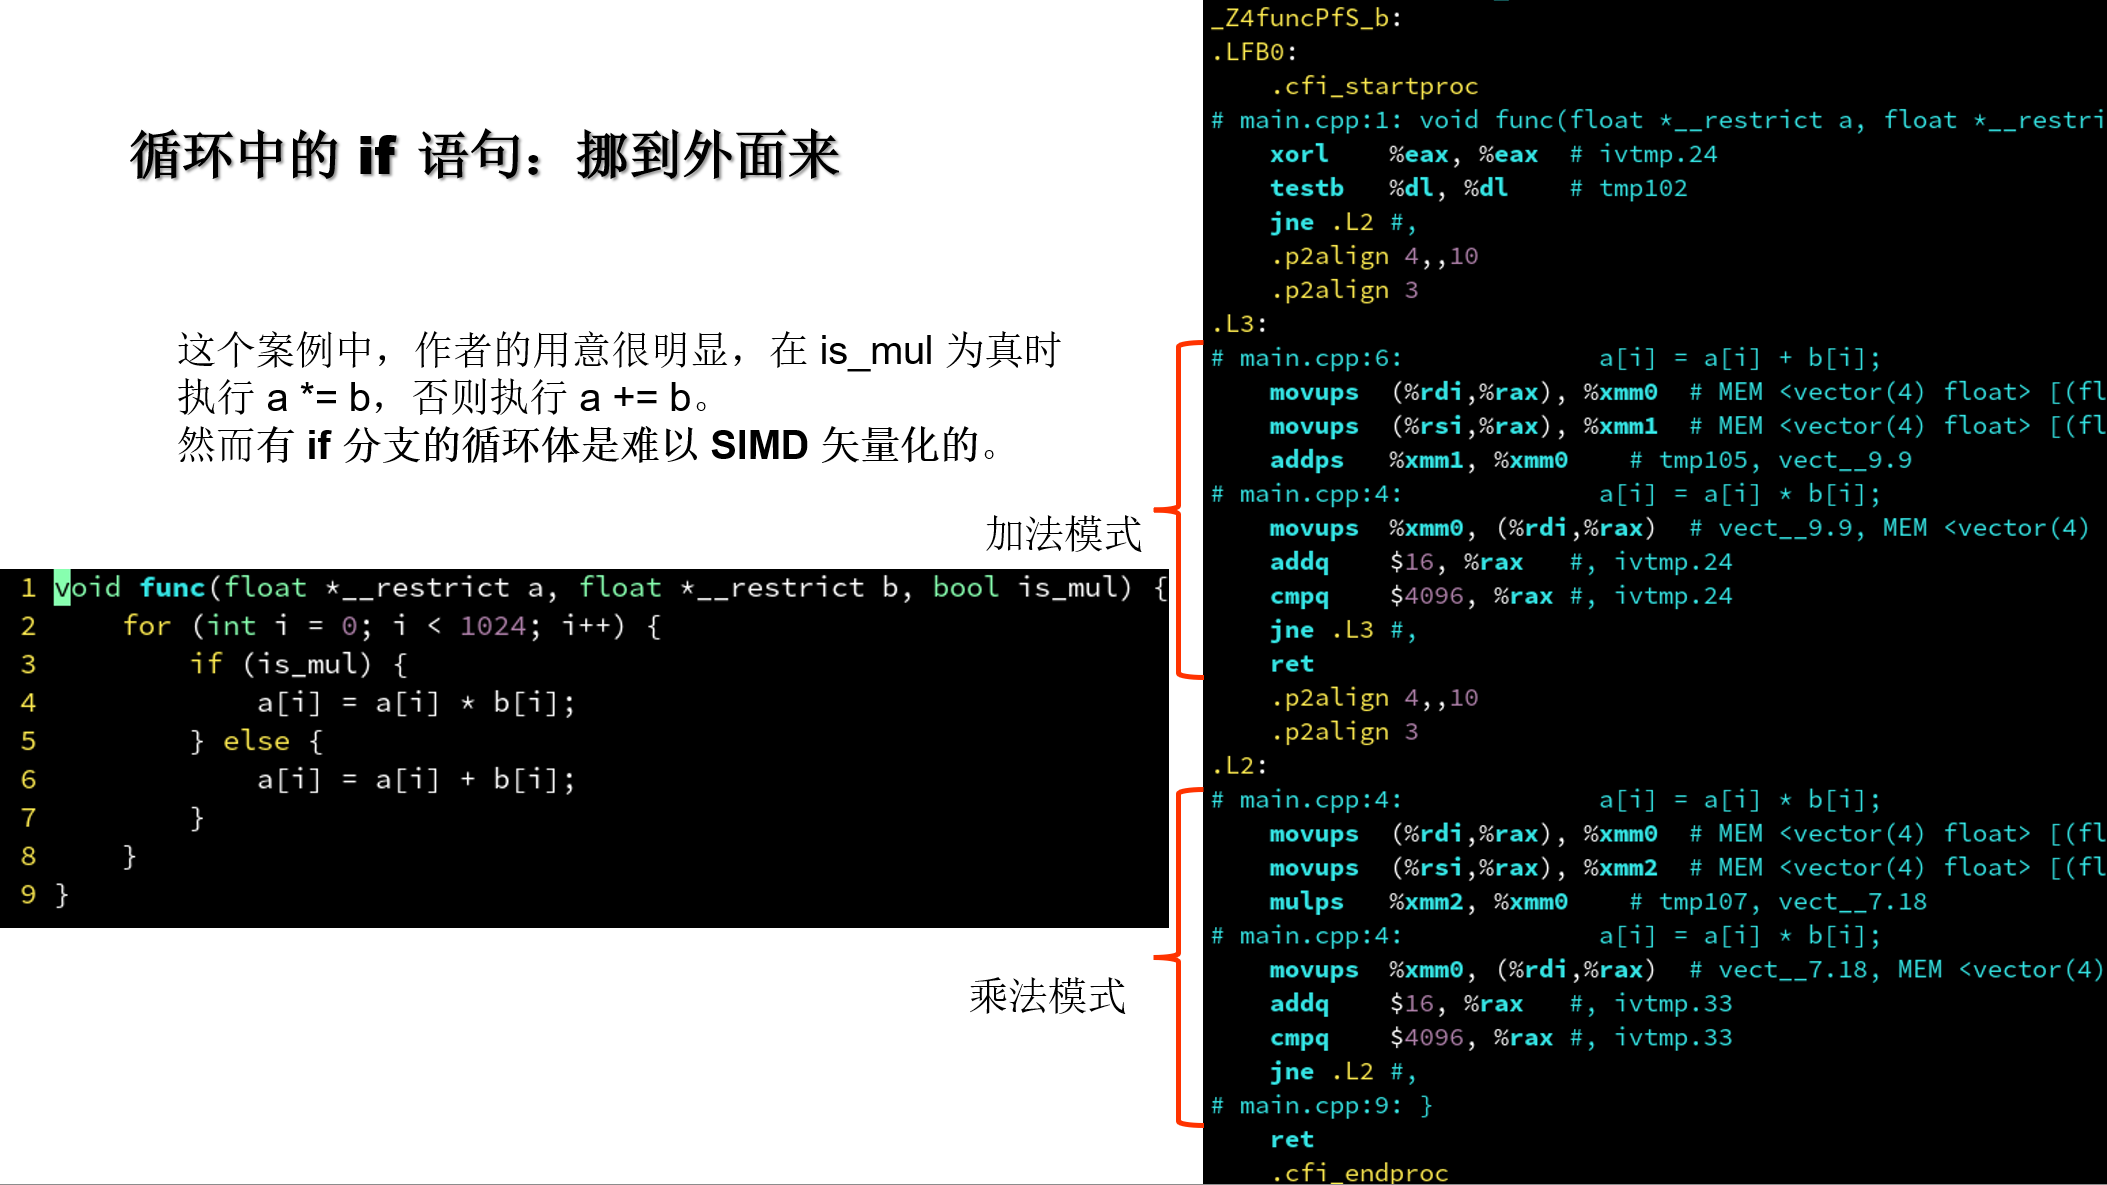 循环中的 if 语句：挪到外面来
这个案例中，作者的用意很明显，在 is_mul 为真时
执行 a *= b，否则执行 a += b。
然而有 if 分支的循环体是难以 SIMD 矢量化的。
加法模式
1 void func(float *__restrict a, float *__restrict b, bool is_mul) {
2     for (int i = 0; i < 1024; i++) {
3         if (is_mul) {
4             a[i] = a[i] * b[i];
5         } else {
6             a[i] = a[i] + b[i];
7         }
8     }
9 }
乘法模式
_Z4funcPfS_b:
.LFB0:
    .cfi_startproc
# main.cpp:1: void func(float *__restrict a, float *__restri
    xorl    %eax, %eax  # ivtmp.24
    testb   %dl, %dl    # tmp102
    jne .L2 #,
    .p2align 4,,10
    .p2align 3
.L3:
# main.cpp:6:             a[i] = a[i] + b[i];
    movups  (%rdi,%rax), %xmm0  # MEM <vector(4) float> [(fl
    movups  (%rsi,%rax), %xmm1  # MEM <vector(4) float> [(fl
    addps   %xmm1, %xmm0    # tmp105, vect__9.9
# main.cpp:4:             a[i] = a[i] * b[i];
    movups  %xmm0, (%rdi,%rax)  # vect__9.9, MEM <vector(4)
    addq    $16, %rax   #, ivtmp.24
    cmpq    $4096, %rax #, ivtmp.24
    jne .L3 #,
    ret
    .p2align 4,,10
    .p2align 3
.L2:
# main.cpp:4:             a[i] = a[i] * b[i];
    movups  (%rdi,%rax), %xmm0  # MEM <vector(4) float> [(fl
    movups  (%rsi,%rax), %xmm2  # MEM <vector(4) float> [(fl
    mulps   %xmm2, %xmm0    # tmp107, vect__7.18
# main.cpp:4:             a[i] = a[i] * b[i];
    movups  %xmm0, (%rdi,%rax)  # vect__7.18, MEM <vector(4)
    addq    $16, %rax   #, ivtmp.33
    cmpq    $4096, %rax #, ivtmp.33
    jne .L2 #,
# main.cpp:9: }
    ret
    .cfi_endproc